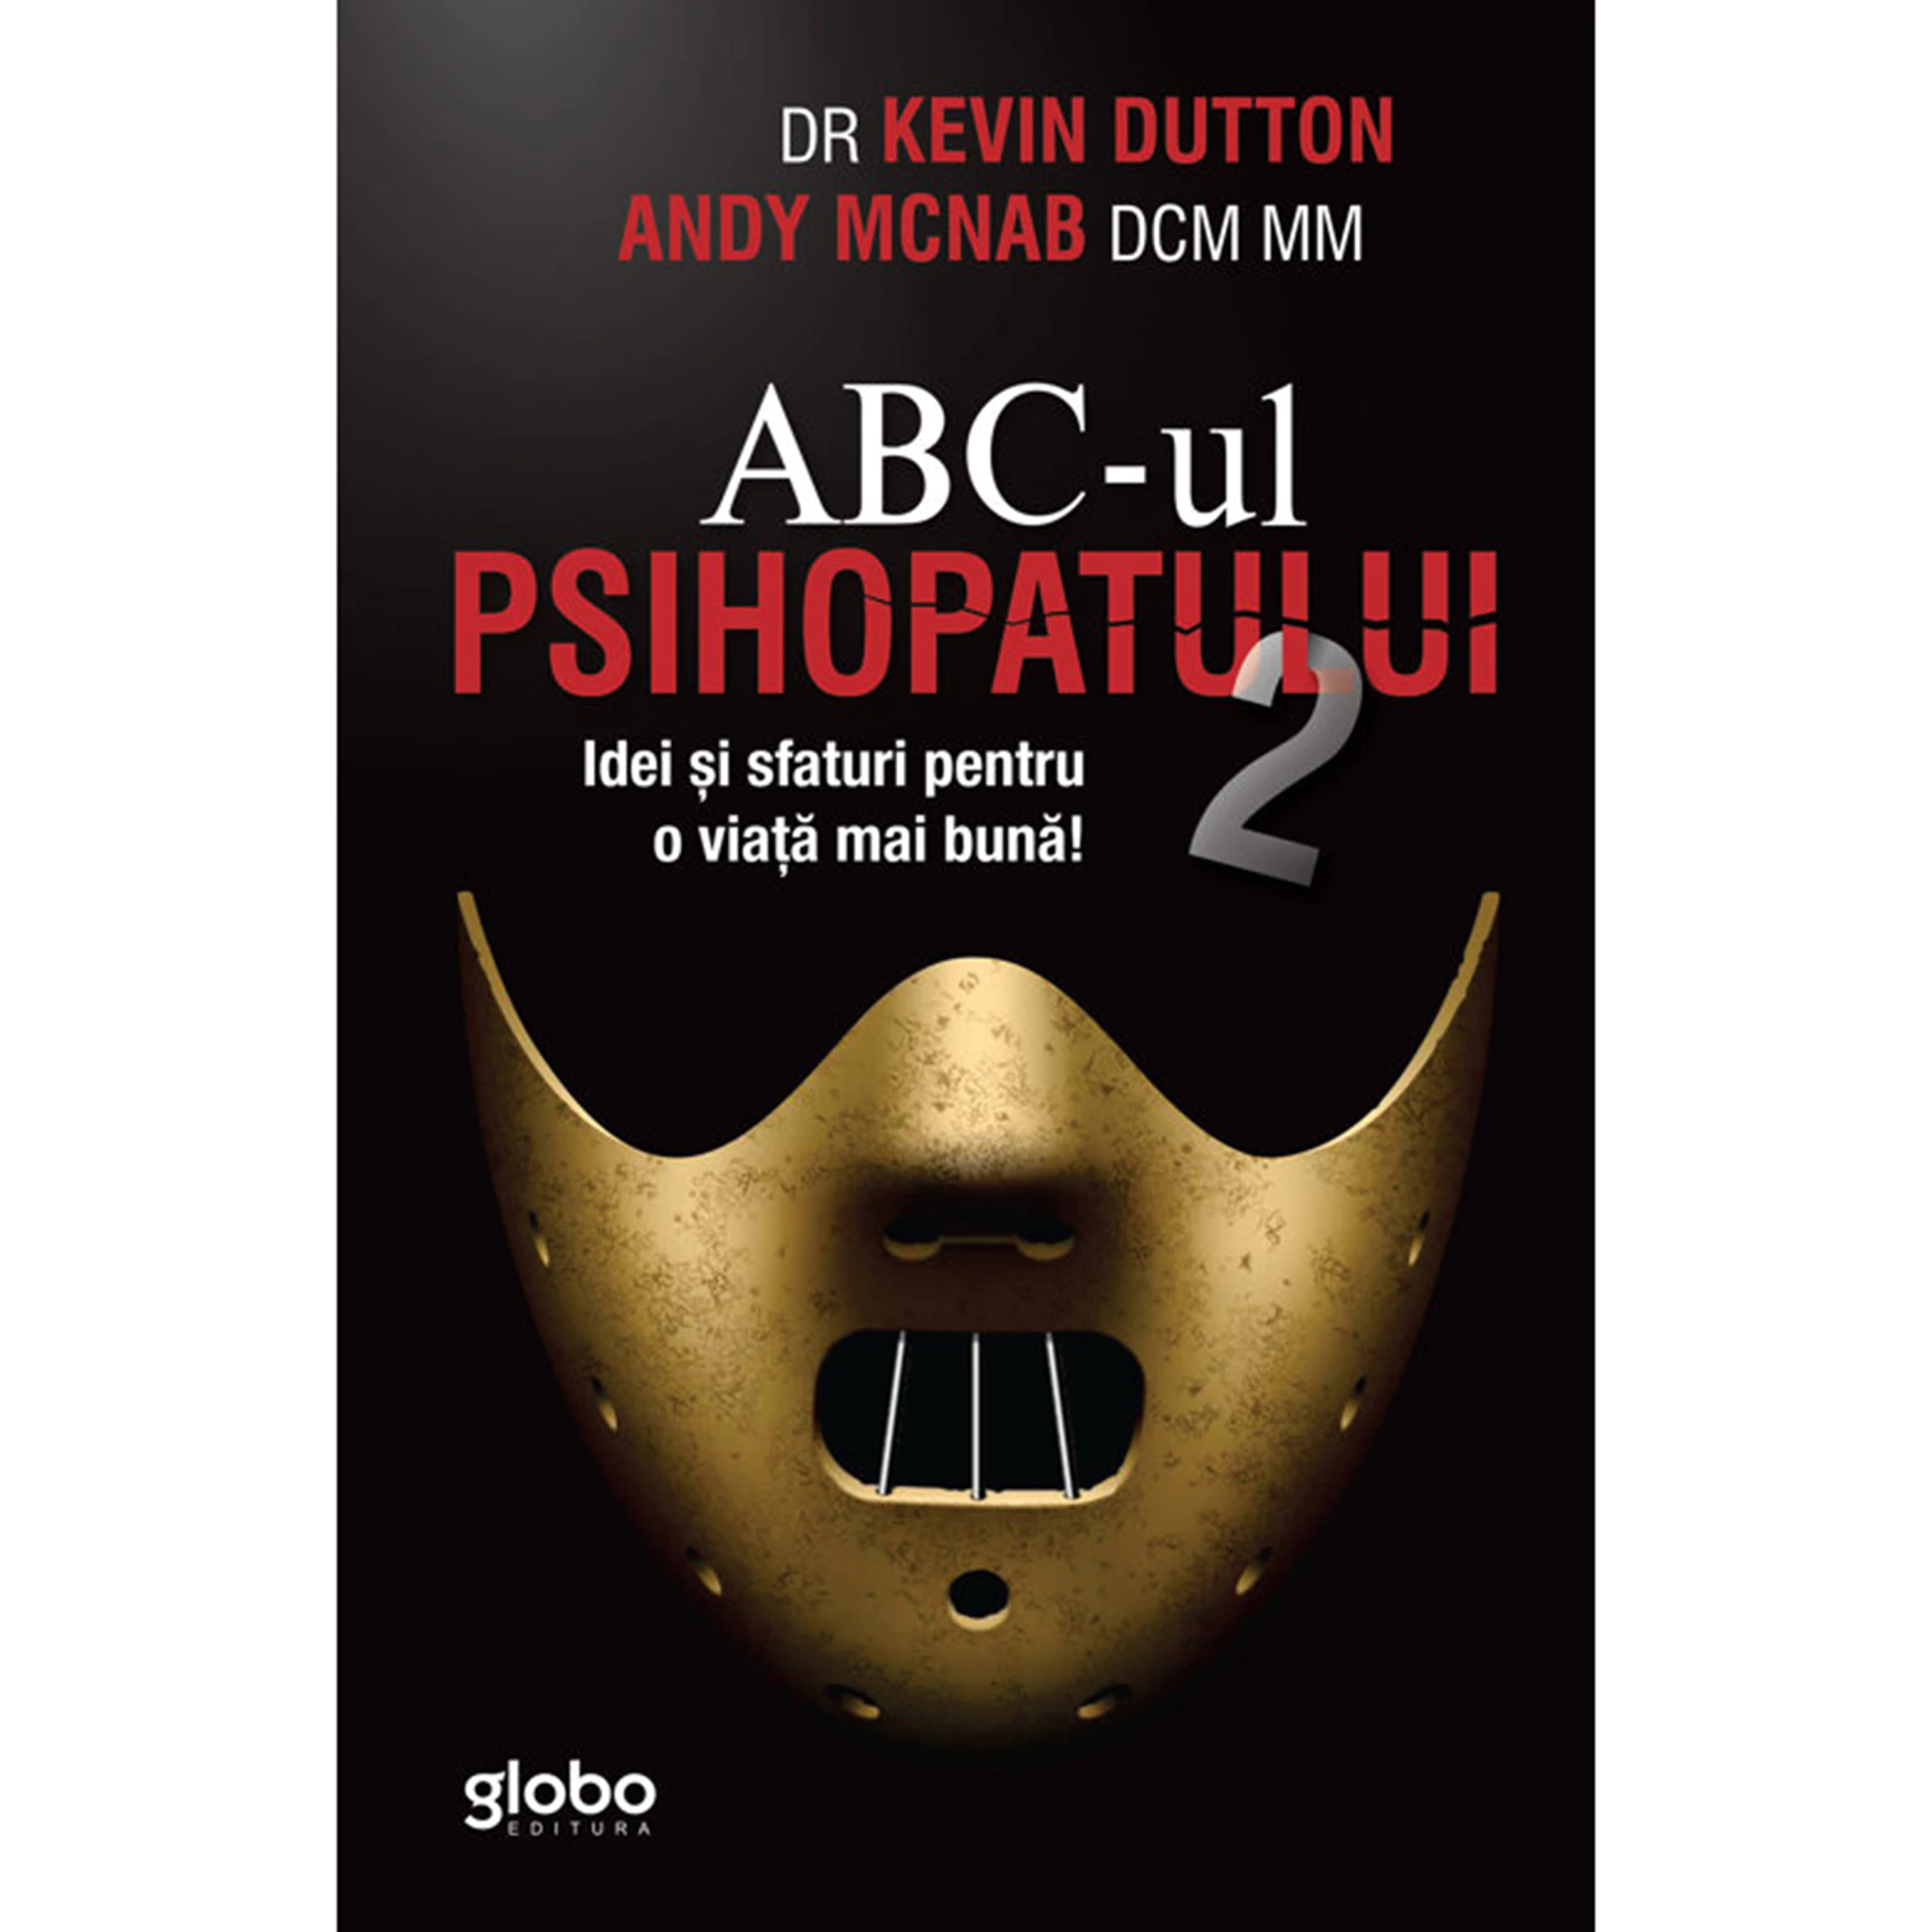 DR KEVIN DUTTON
ANDY MCNAB DCM MM
ABC-ul
PSIHOPATULUI
2
Idei și sfaturi pentru
o viață mai bună!
globo
EDITURA